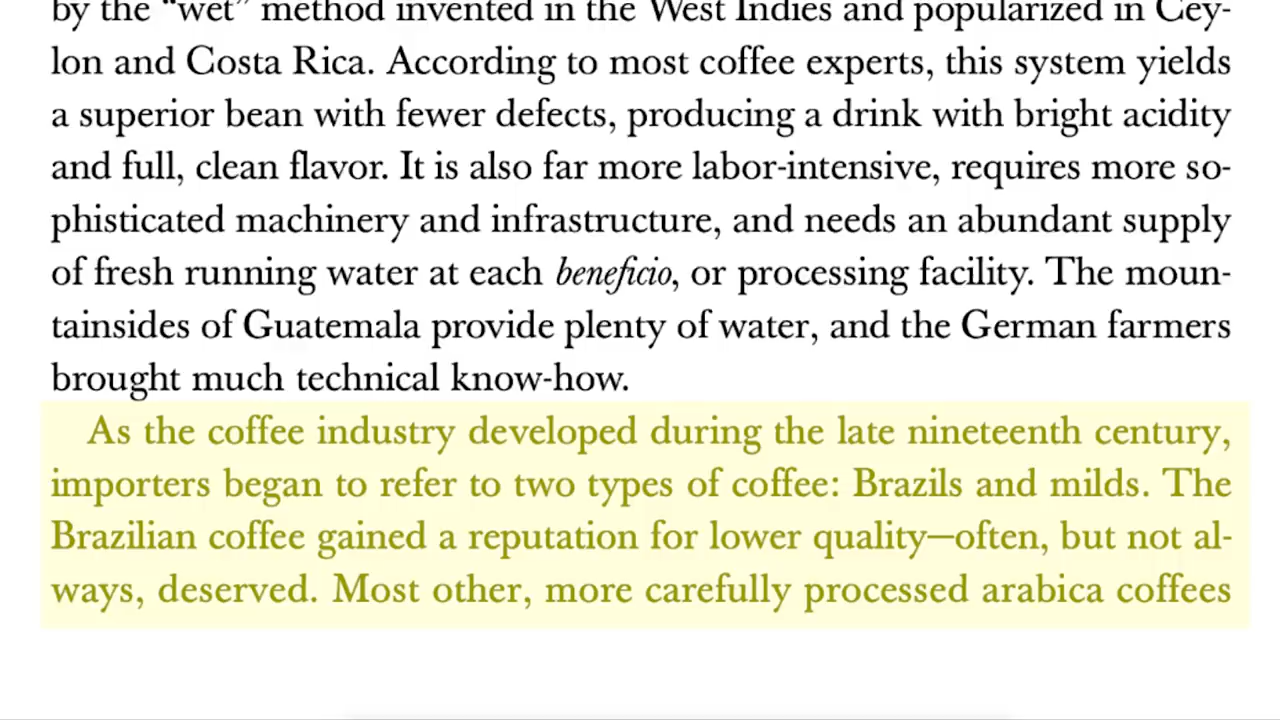 by the “wet” method invented in the West Indies and popularized in Cey-
lon and Costa Rica. According to most coffee experts, this system yields
a superior bean with fewer defects, producing a drink with bright acidity
and full, clean flavor. It is also far more labor-intensive, requires more so-
phisticated machinery and infrastructure, and needs an abundant supply
of fresh running water at each beneficio, or processing facility. The moun-
tainsides of Guatemala provide plenty of water, and the German farmers
brought much technical know-how.
As the coffee industry developed during the late nineteenth century,
importers began to refer to two types of coffee: Brazils and milds. The
Brazilian coffee gained a reputation for lower quality—often, but not al-
ways, deserved. Most other, more carefully processed arabica coffees